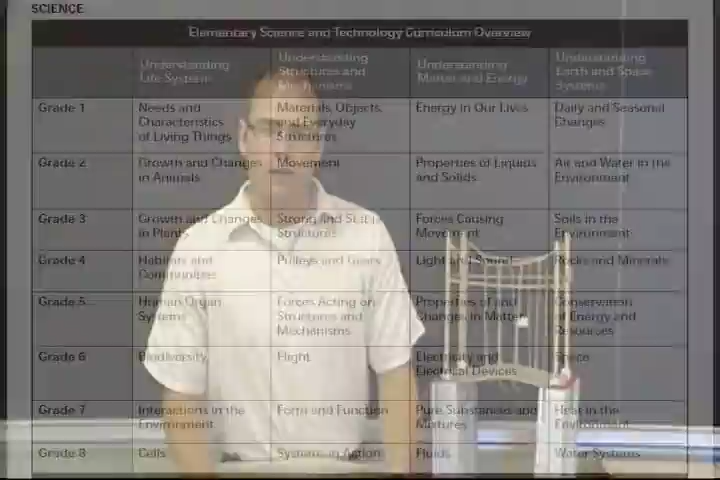 SCIENCE
Elementary Science and Technology Curriculum Overview
Understanding Life System
Understanding Structures and Mechanisms
Understanding Matter and Energy
Understanding Earth and Space Systems
Grade 1
Needs and
Characteristics
of Living Things
Materials, Objects,
and Everyday
Structures
Energy in Our Lives
Daily and Seasonal
Changes
Grade 2
Growth and Changes
in Animals
Movement
Properties of Liquids
and Solids
Air and Water in the
Environment
Grade 3
Growth and Changes
in Plants
Strong and Stable
Structures
Forces Causing
Movement
Soils in the
Environment
Grade 4
Habitats and
Communities
Pulleys and Gears
Light and Sound
Rocks and Minerals
Grade 5
Human Organ
Systems
Forces Acting on
Structures and
Mechanisms
Properties of and
Changes in Matter
Conservation
of Energy and
Resources
Grade 6
Biodiversity
Flight
Electricity and
Electrical Devices
Space
Grade 7
Interactions in the
Environment
Form and Function
Pure Substances and
Mixtures
Heat in the
Environment
Grade 8
Cells
Systems in Action
Fluids
Water Systems